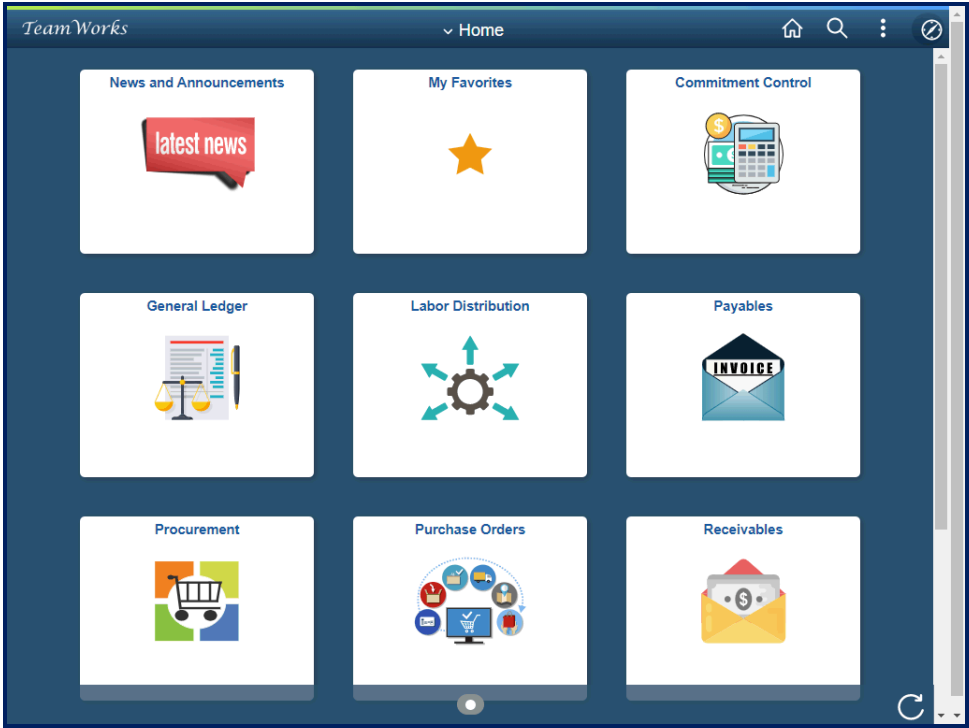 TeamWorks
Home
News and Announcements
My Favorites
Commitment Control
latest news
$
General Ledger
Labor Distribution
Payables
INVOICE
Procurement
Purchase Orders
Receivables
$